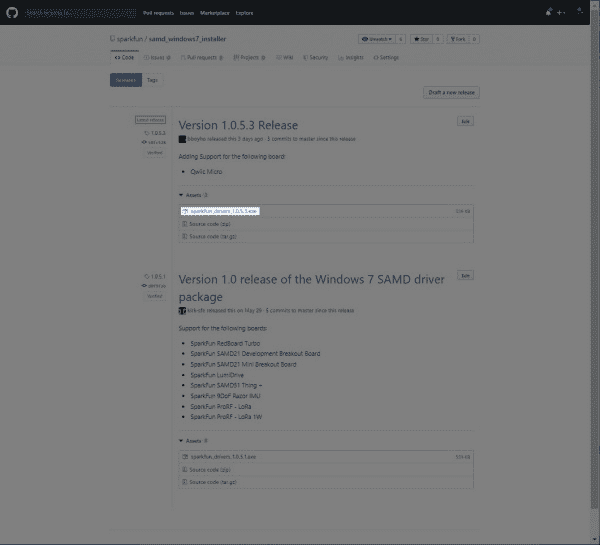 Pull requests Issues Marketplace Explore
sparkfun / samd_windows7_installer
Unwatch Star 0 Fork 0
Code Issues 0 Pull requests 0 Projects 0 Wiki Security Insights Settings
Releases Tags
Draft a new release
Latest release
Version 1.0.5.3 Release
Edit
1.0.5.3
released this 3 days ago · 5 commits to master since this release
Verified
Adding Support for the following board:
Qwiic Micro
Assets 3
sparkfun_drivers_1.0.5.3.exe
Source code (zip)
Source code (tar.gz)
1.0.5.1
Version 1.0 release of the Windows 7 SAMD driver
package
Edit
Verified
released this on May 29 · 5 commits to master since this release
Support for the following boards:
SparkFun RedBoard Turbo
SparkFun SAMD21 Development Breakout Board
SparkFun SAMD21 Mini Breakout Board
SparkFun LumiDrive
SparkFun SAMD51 Thing +
SparkFun 9DoF Razor IMU
SparkFun ProRF - LoRa
SparkFun ProRF - LoRa 1W
Assets 3
sparkfun_drivers_1.0.5.1.exe
Source code (zip)
Source code (tar.gz)